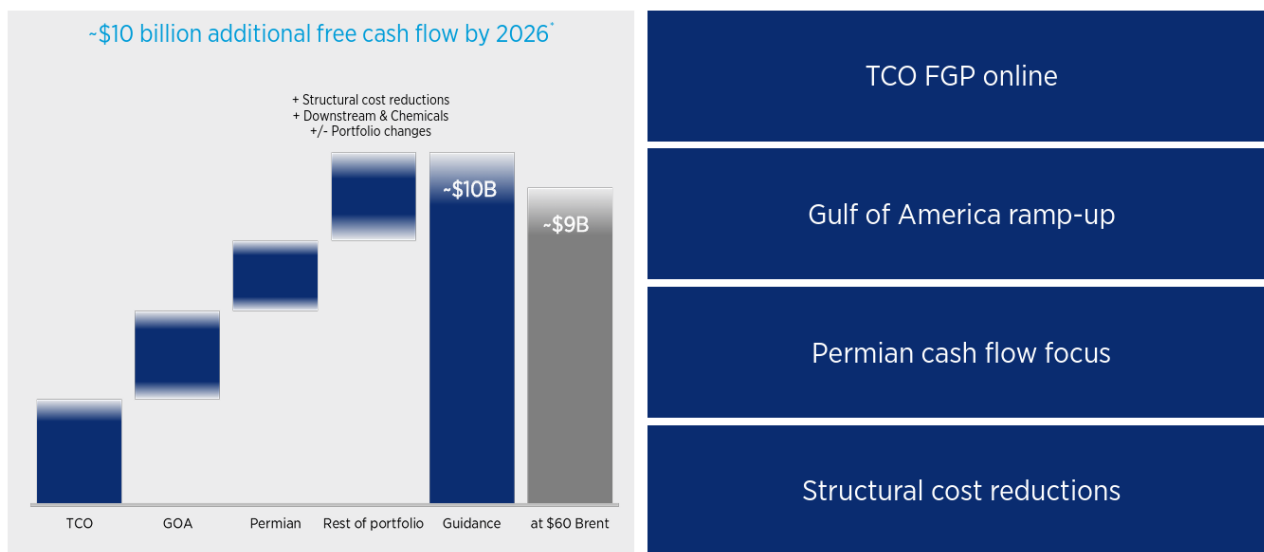 ~$10 billion additional free cash flow by 2026*
+ Structural cost reductions
+ Downstream & Chemicals
+/- Portfolio changes
~$10B
~$9B
TCO
GOA
Permian
Rest of portfolio
Guidance
at $60 Brent
TCO FGP online
Gulf of America ramp-up
Permian cash flow focus
Structural cost reductions